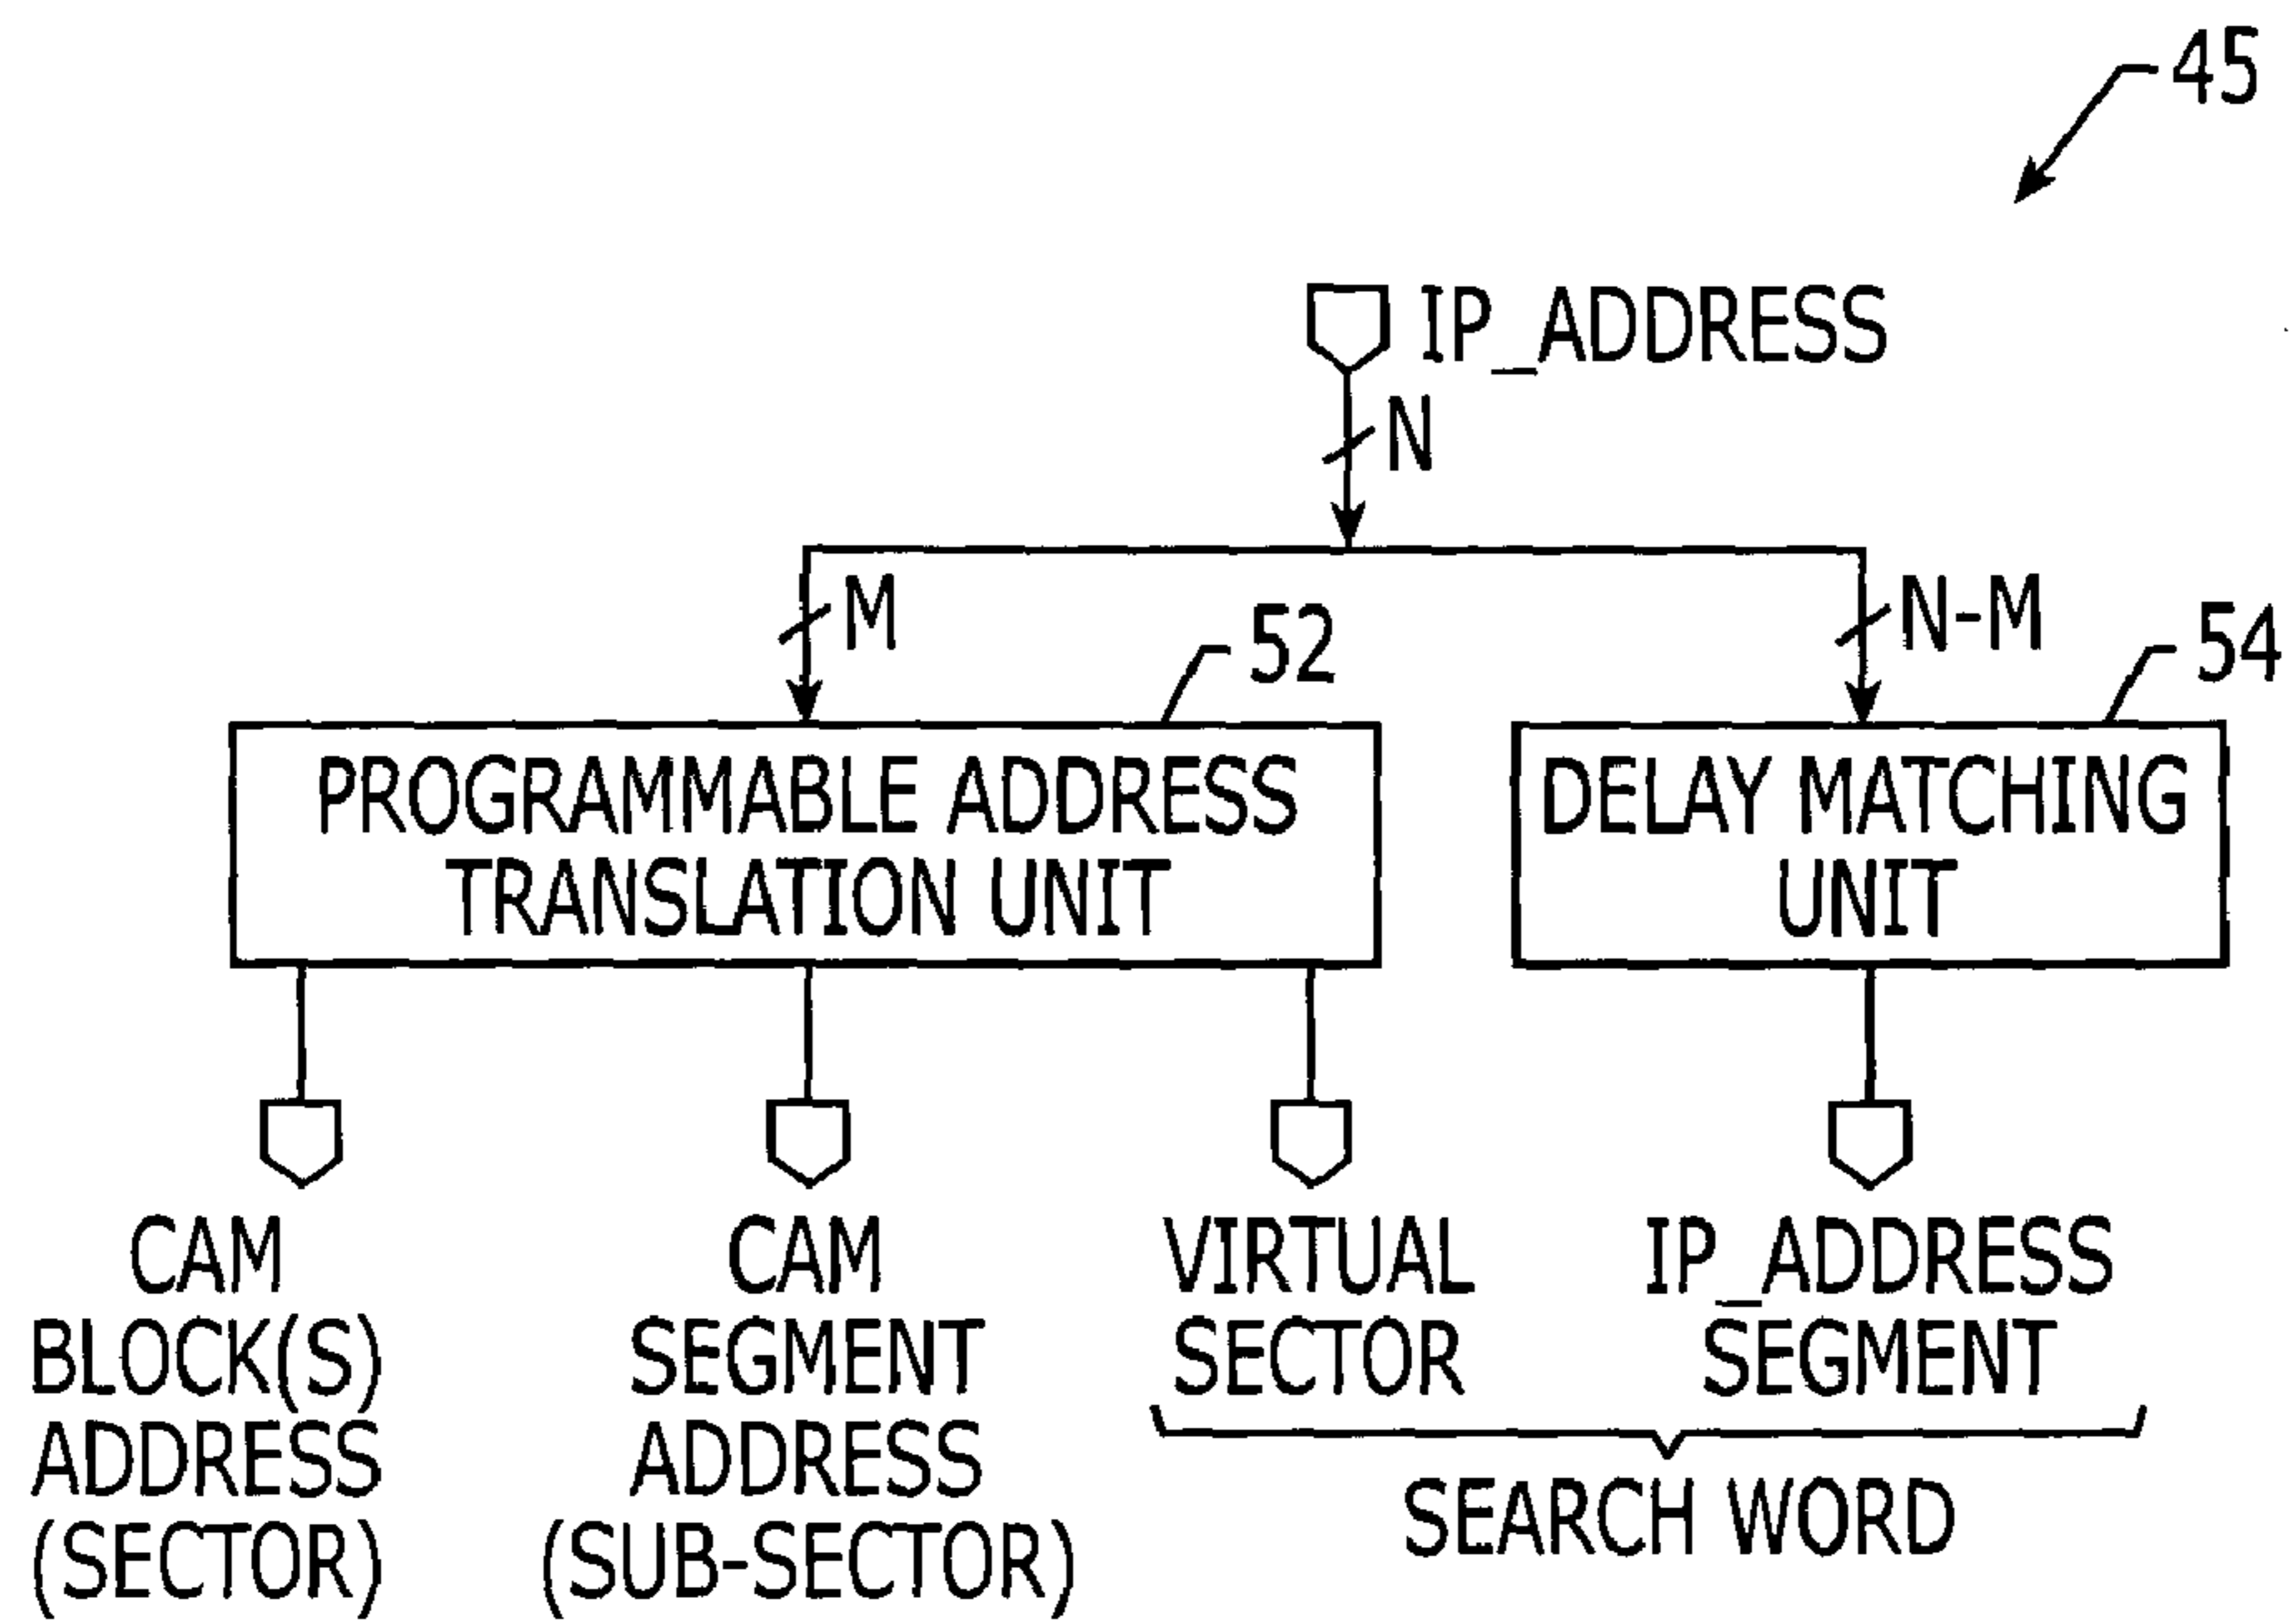 45
IP_ADDRESS
N
M
N-M
52
54
PROGRAMMABLE ADDRESS
TRANSLATION UNIT
DELAY MATCHING
UNIT
CAM
BLOCK(S)
ADDRESS
(SECTOR)
CAM
SEGMENT
ADDRESS
(SUB-SECTOR)
VIRTUAL
SECTOR
IP_ADDRESS
SEGMENT
SEARCH WORD